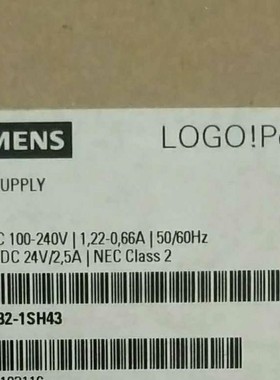 MENS
LOGO!P
UPPLY
C 100-240V | 1,22-0,66A | 50/60Hz
DC 24V/2,5A | NEC Class 2
32-1SH43